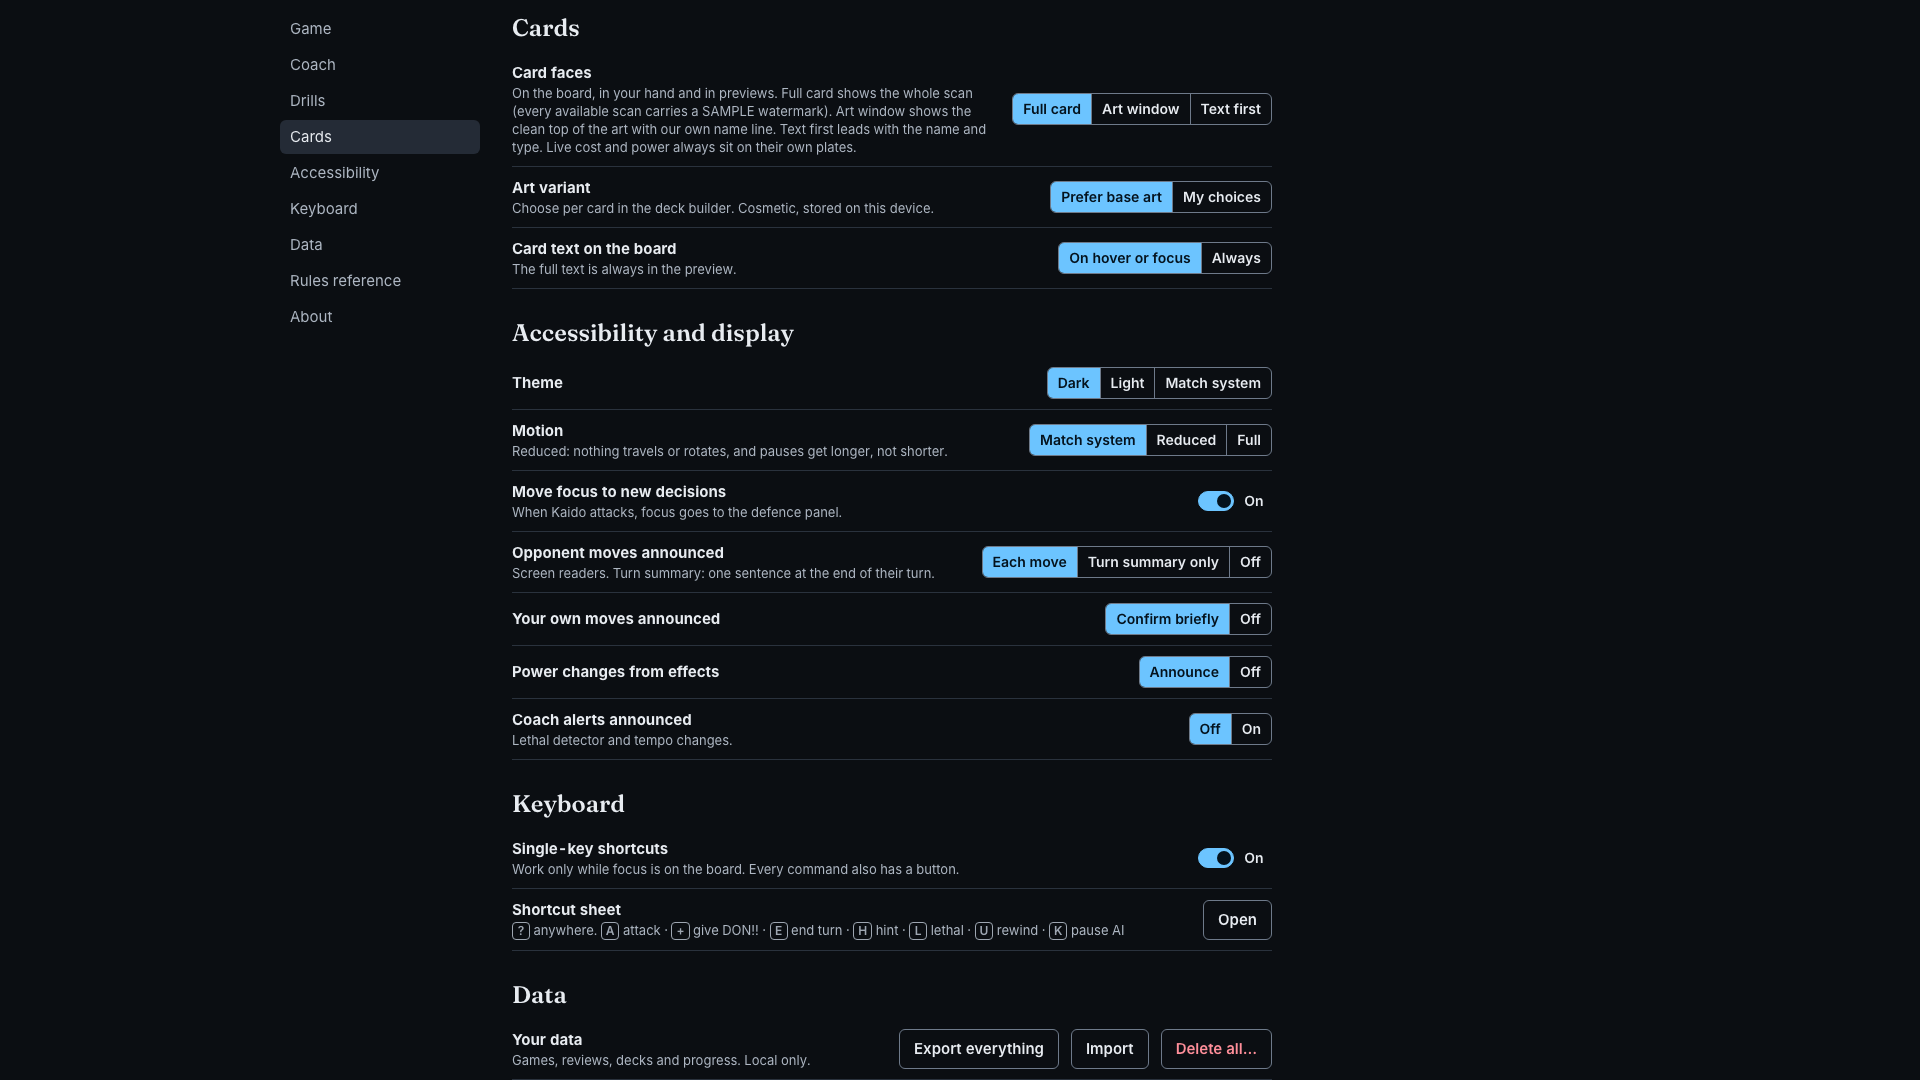 Game
Coach
Drills
Cards
Accessibility
Keyboard
Data
Rules reference
About
Cards
Card faces
On the board, in your hand and in previews. Full card shows the whole scan
(every available scan carries a SAMPLE watermark). Art window shows the
clean top of the art with our own name line. Text first leads with the name and
type. Live cost and power always sit on their own plates.
Full card Art window Text first
Art variant
Choose per card in the deck builder. Cosmetic, stored on this device.
Prefer base art My choices
Card text on the board
The full text is always in the preview.
On hover or focus Always
Accessibility and display
Theme
Dark Light Match system
Motion
Reduced: nothing travels or rotates, and pauses get longer, not shorter.
Match system Reduced Full
Move focus to new decisions
When Kaido attacks, focus goes to the defence panel.
On
Opponent moves announced
Screen readers. Turn summary: one sentence at the end of their turn.
Each move Turn summary only Off
Your own moves announced
Confirm briefly Off
Power changes from effects
Announce Off
Coach alerts announced
Lethal detector and tempo changes.
Off On
Keyboard
Single-key shortcuts
Work only while focus is on the board. Every command also has a button.
On
Shortcut sheet
? anywhere. A attack · + give DON!! · E end turn · H hint · L lethal · U rewind · K pause AI
Open
Data
Your data
Games, reviews, decks and progress. Local only.
Export everything Import Delete all…